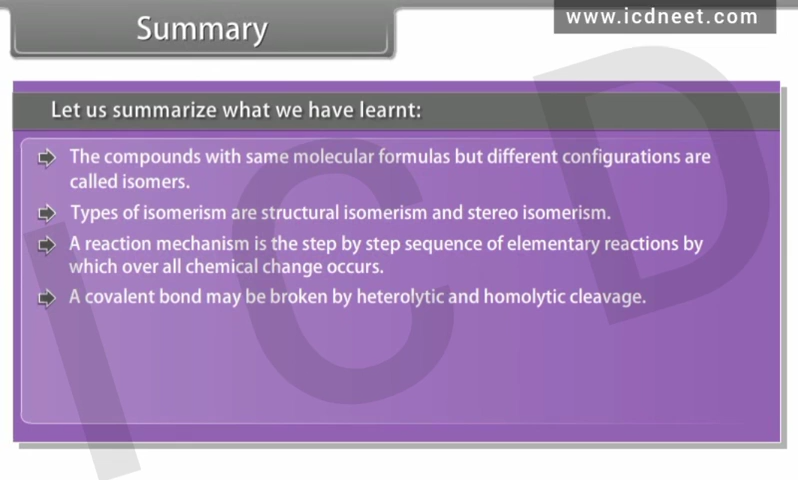 www.icdneet.com
Summary
Let us summarize what we have learnt:
The compounds with same molecular formulas but different configurations are
called isomers.
Types of isomerism are structural isomerism and stereo isomerism.
A reaction mechanism is the step by step sequence of elementary reactions by
which over all chemical change occurs.
A covalent bond may be broken by heterolytic and homolytic cleavage.
ICD